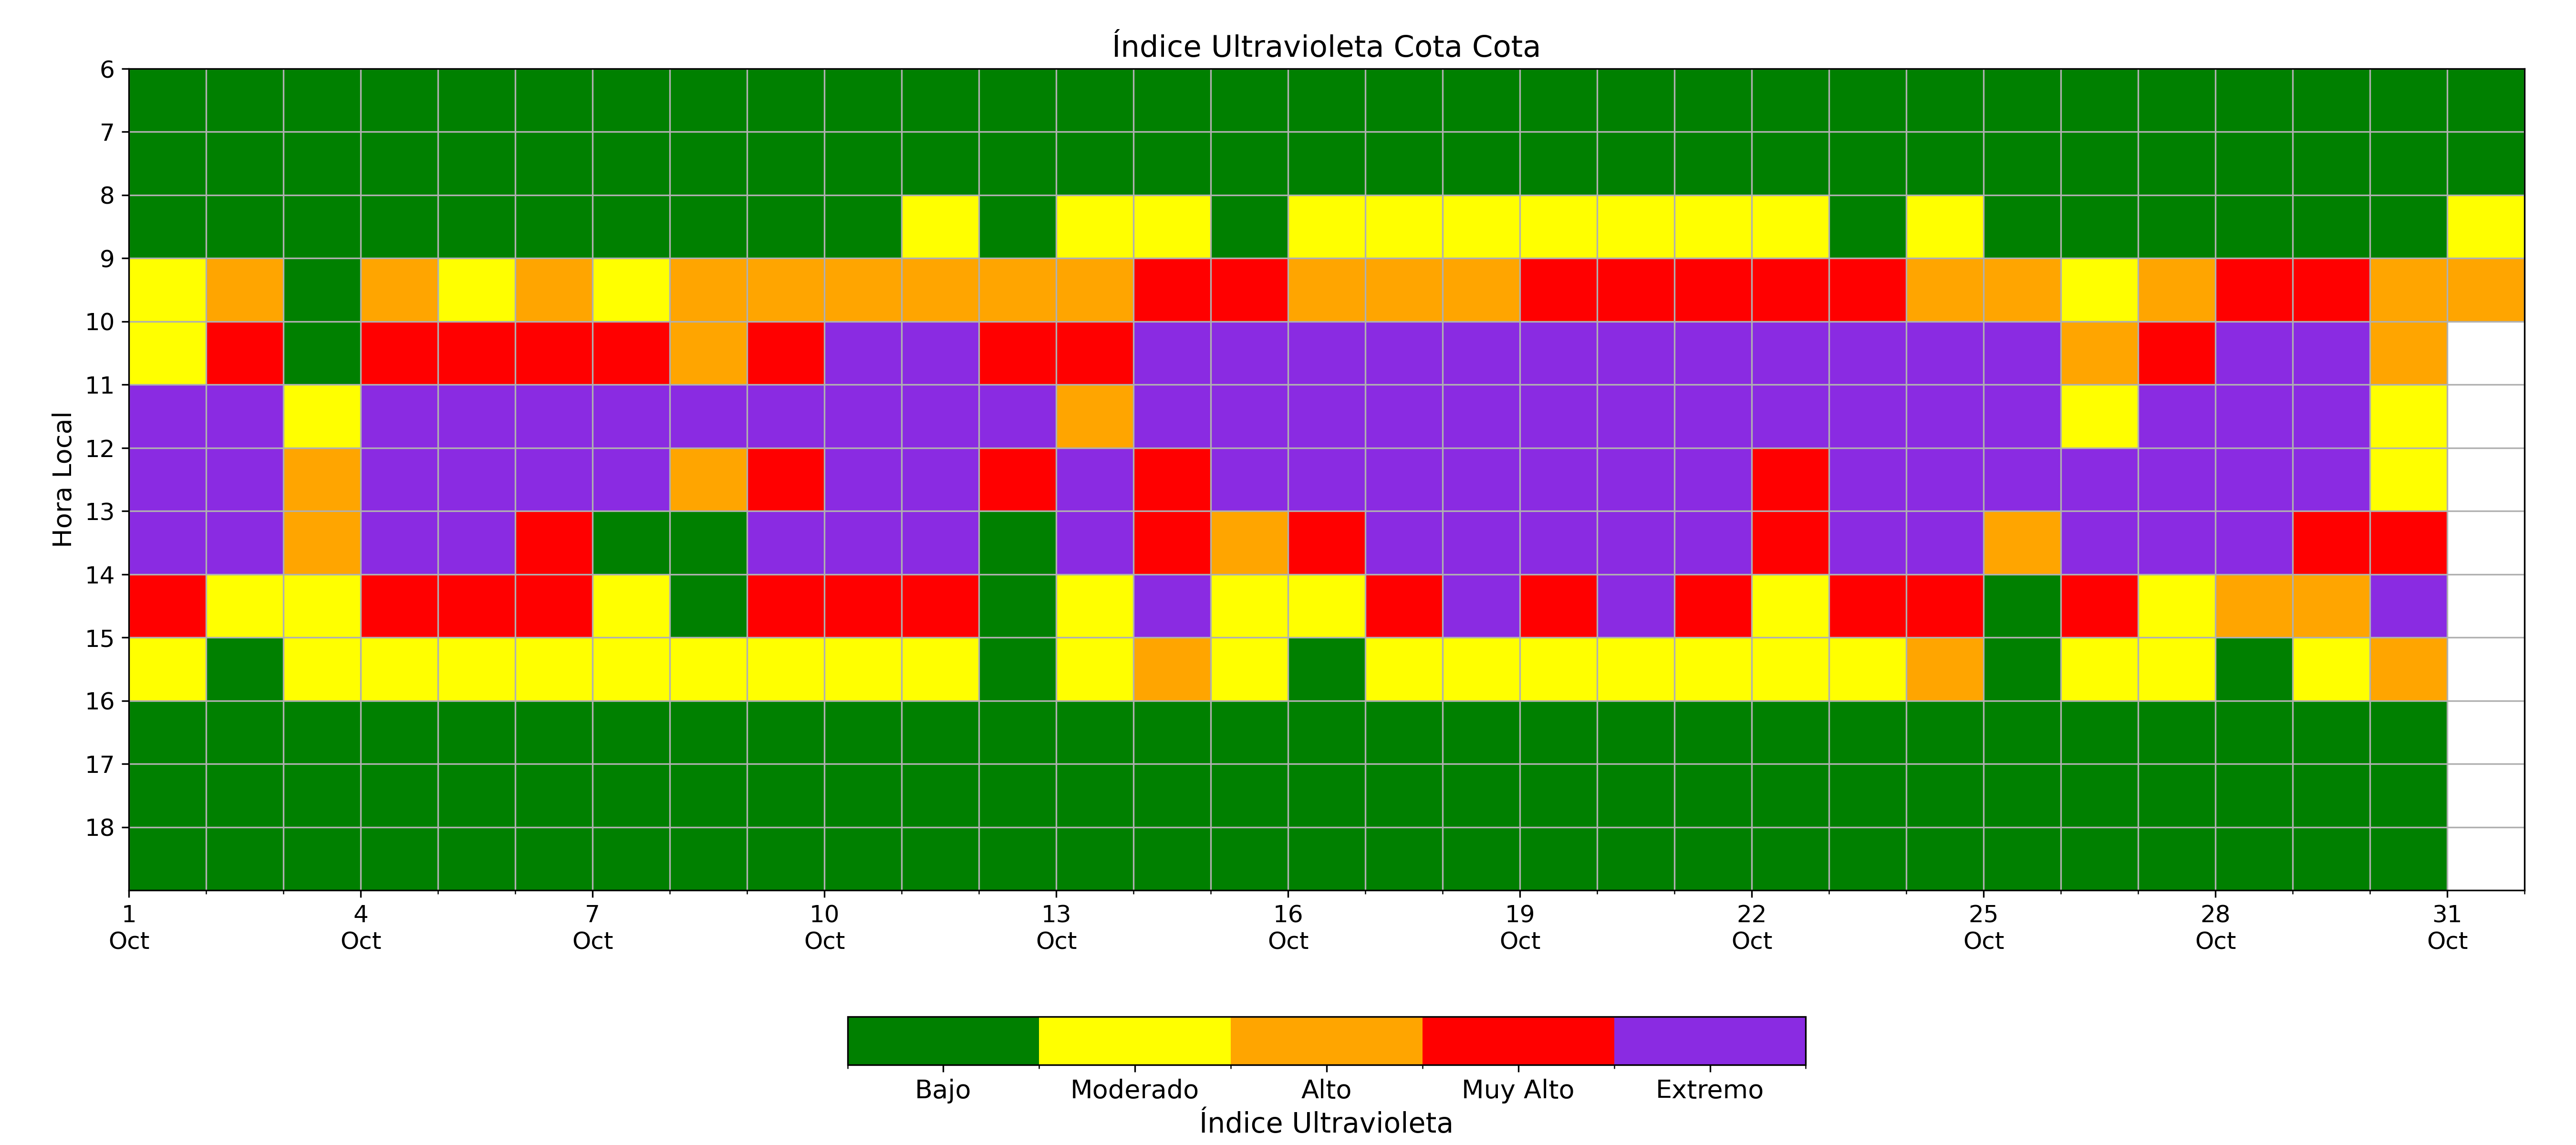 Índice Ultravioleta Cota Cota
Hora Local
6
7
8
9
10
11
12
13
14
15
16
17
18
1 4 7 10 13 16 19 22 25 28 31
Oct Oct Oct Oct Oct Oct Oct Oct Oct Oct Oct
Bajo Moderado Alto Muy Alto Extremo
Índice Ultravioleta